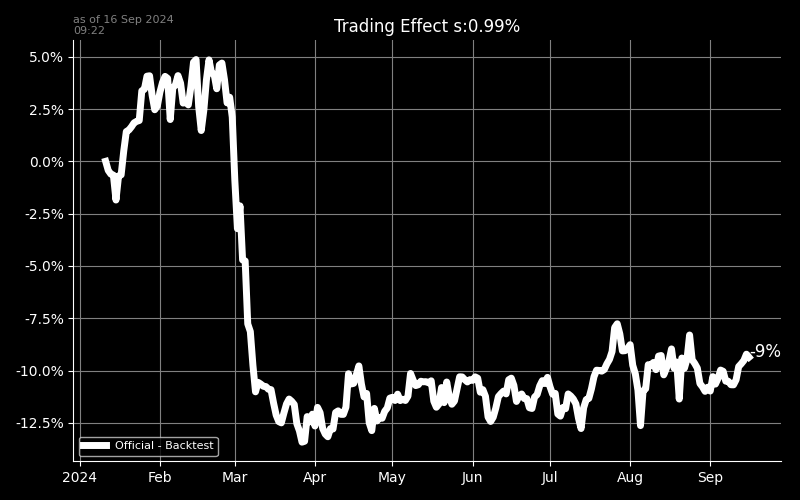 as of 16 Sep 2024
09:22
Trading Effect s:0.99%
5.0%
2.5%
0.0%
-2.5%
-5.0%
-7.5%
-10.0%
-12.5%
-9%
Official - Backtest
2024 Feb Mar Apr May Jun Jul Aug Sep